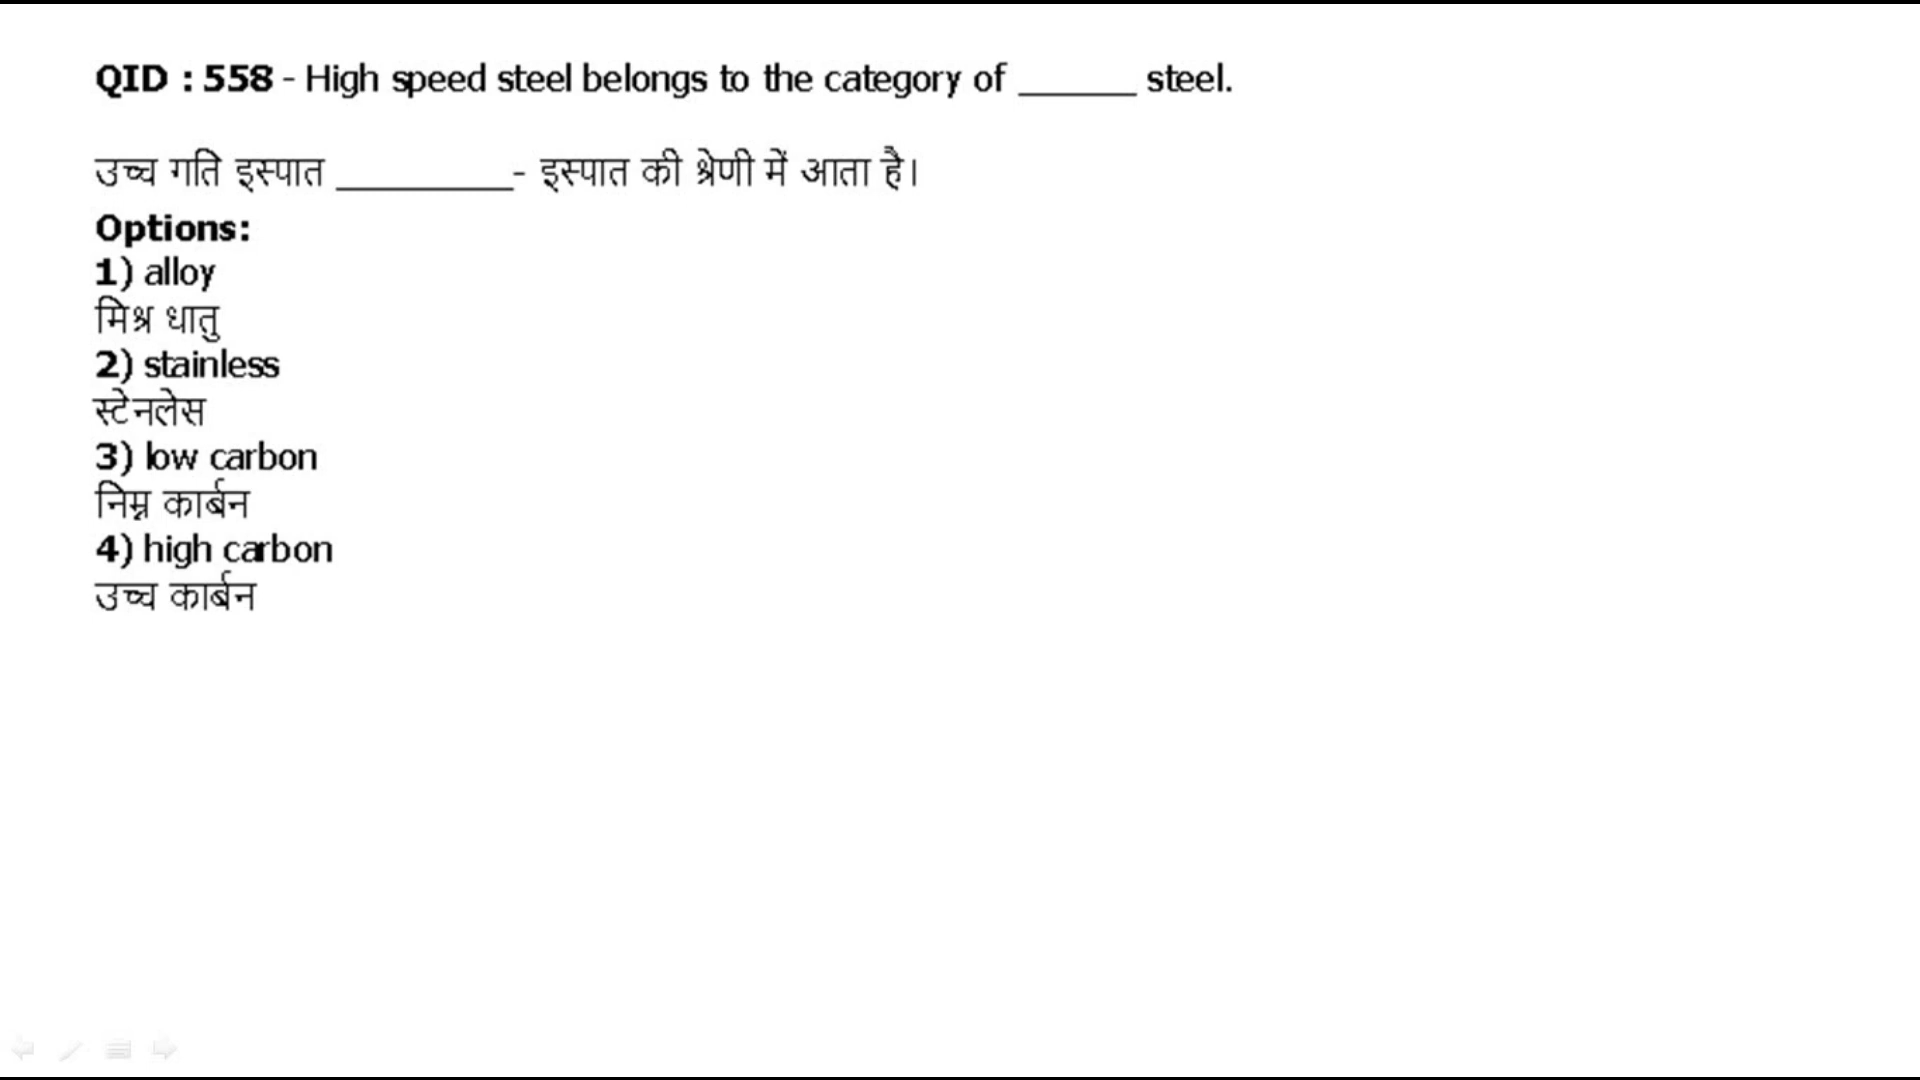 QID : 558 - High speed steel belongs to the category of ______ steel.
उच्च गति इस्पात _________- इस्पात की श्रेणी में आता है।
Options:
1) alloy
मिश्र धातु
2) stainless
स्टेनलेस
3) low carbon
निम्न कार्बन
4) high carbon
उच्च कार्बन